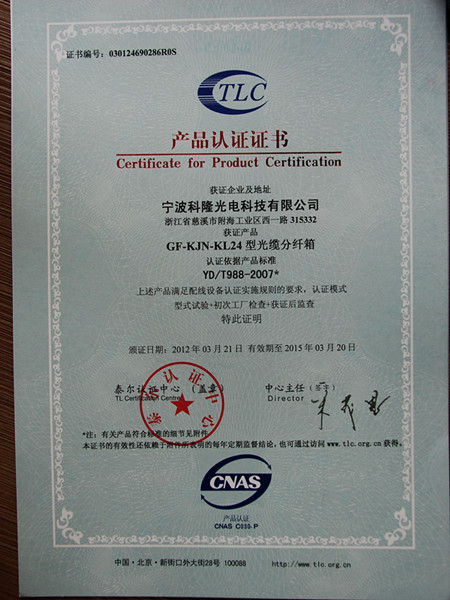 证书编号：030124690286R0S
TLC
产品认证证书
Certificate for Product Certification
获证企业及地址
宁波科隆光电科技有限公司
浙江省慈溪市附海工业区西一路 315332
获证产品
GF-KJN-KL24 型光缆分纤箱
认证依据产品标准
YD/T988-2007*
上述产品满足配线设备认证实施规则的要求，认证模式
型式试验+初次工厂检查+获证后监查
特此证明
颁证日期：2012 年 03 月 21 日 有效期至 2015 年 03 月 20 日
泰尔认证中心 （盖章）
TL Certification Centre
中心主任（签字）
Director
*注：有关产品符合标准的细节见附件
本证书的有效性还依赖于附件所表明的每年定期监督结论，也可通过访问 www.tlc.org.cn 获得。
CNAS
产品认证
CNAS C030-P
中国·北京·新街口外大街28号 100088
http://www.tlc.org.cn